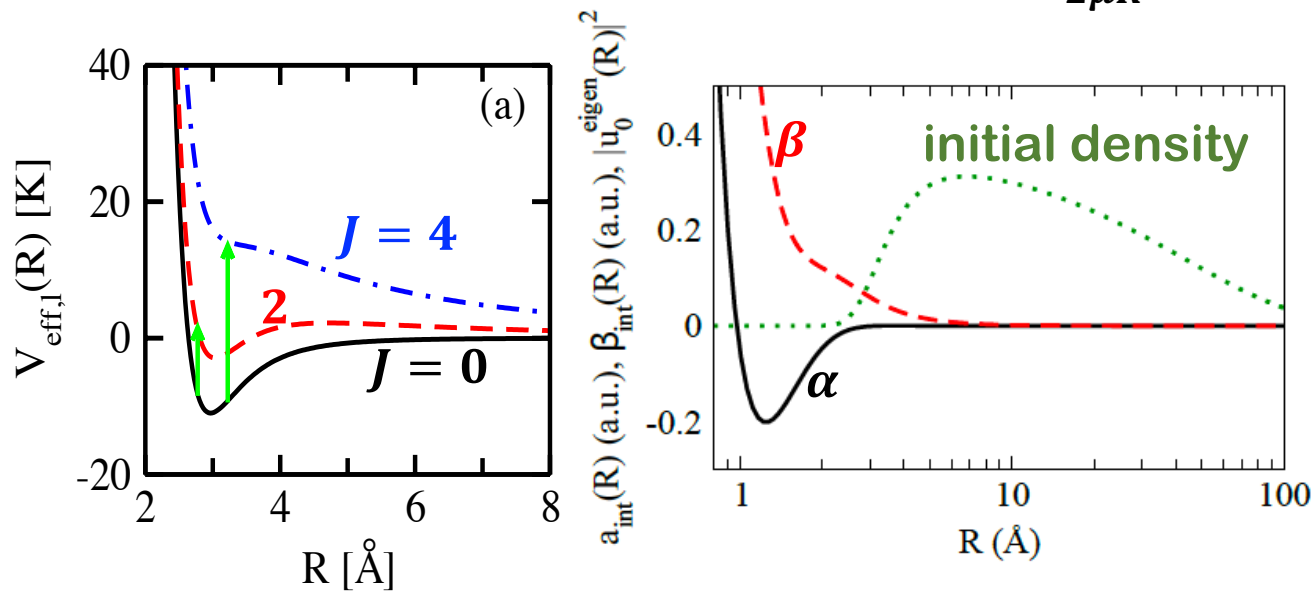 40
20
0
-20
2
4
6
8
V_eff,l(R) [K]
R [Å]
(a)
J = 4
2
J = 0
a_int(R) (a.u.), β_int(R) (a.u.), |u_0^eigen(R)|^2
0.4
0.2
0
-0.2
1
10
100
R (Å)
β
initial density
α